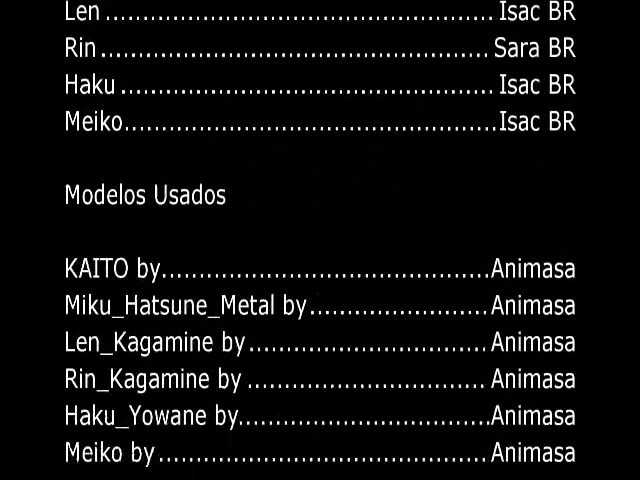 Len ........................................................ Isac BR
Rin ........................................................ Sara BR
Haku ..................................................... Isac BR
Meiko.....................................................Isac BR
Modelos Usados
KAITO by...............................................Animasa
Miku_Hatsune_Metal by.........................Animasa
Len_Kagamine by ................................. Animasa
Rin_Kagamine by ................................. Animasa
Haku_Yowane by...................................Animasa
Meiko by .............................................. Animasa